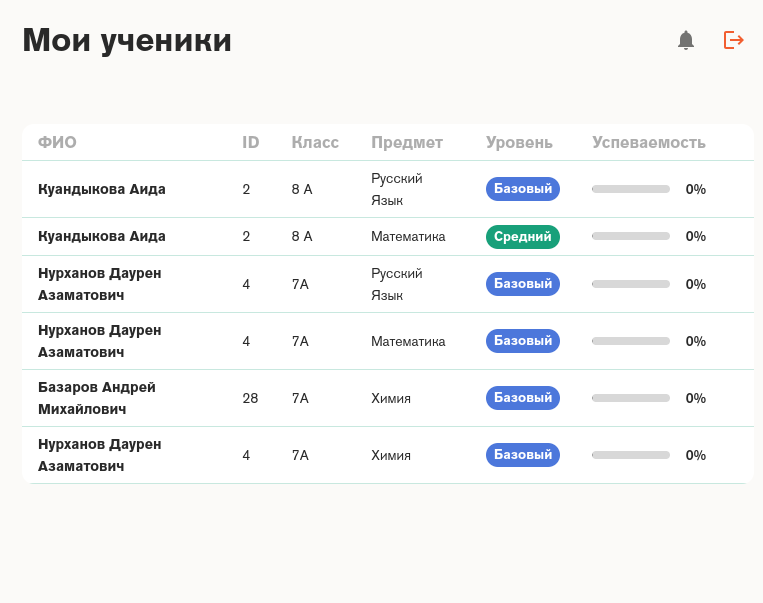 Мои ученики
ФИО ID Класс Предмет Уровень Успеваемость
Куандыкова Аида 2 8 А Русский Язык Базовый 0%
Куандыкова Аида 2 8 А Математика Средний 0%
Нурханов Даурен Азаматович 4 7А Русский Язык Базовый 0%
Нурханов Даурен Азаматович 4 7А Математика Базовый 0%
Базаров Андрей Михайлович 28 7А Химия Базовый 0%
Нурханов Даурен Азаматович 4 7А Химия Базовый 0%